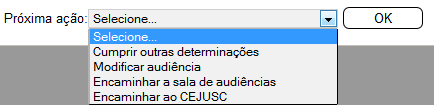 Próxima ação: Selecione... OK
Selecione...
Cumprir outras determinações
Modificar audiência
Encaminhar a sala de audiências
Encaminhar ao CEJUSC